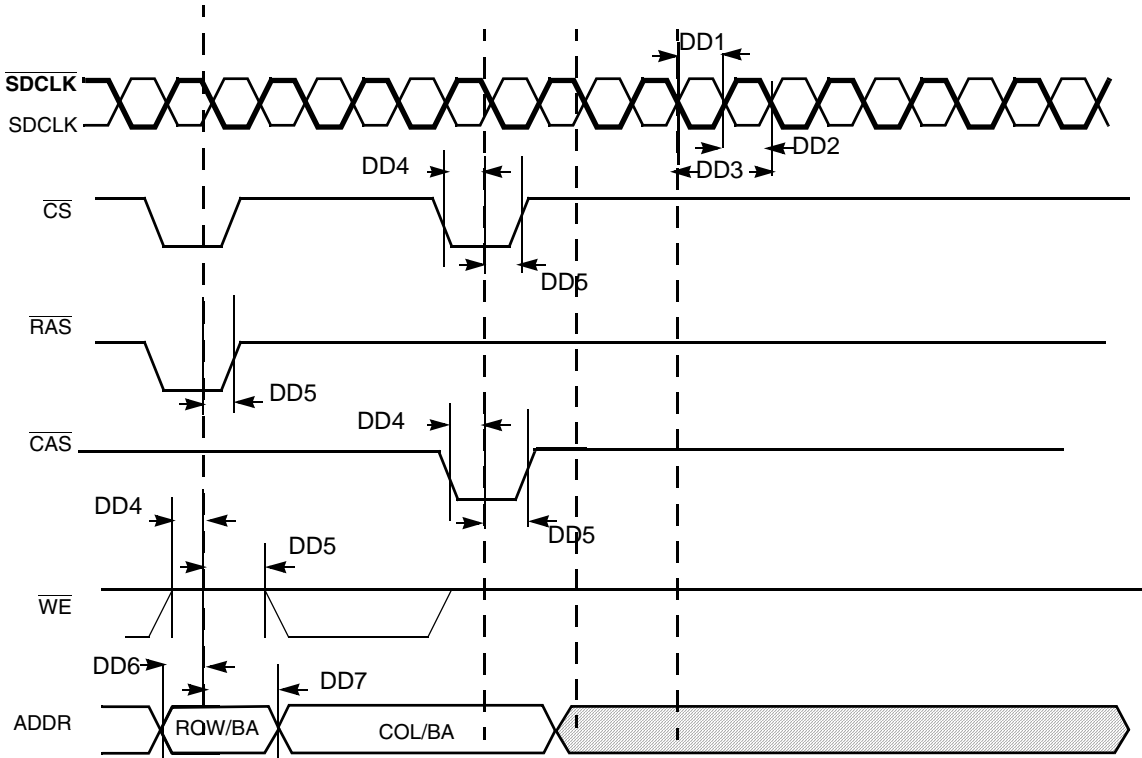 DD1
SDCLK
SDCLK
DD2
DD4
DD3
CS
DD5
RAS
DD5
DD4
CAS
DD4
DD5
DD5
WE
DD6
DD7
ADDR
ROW/BA
COL/BA